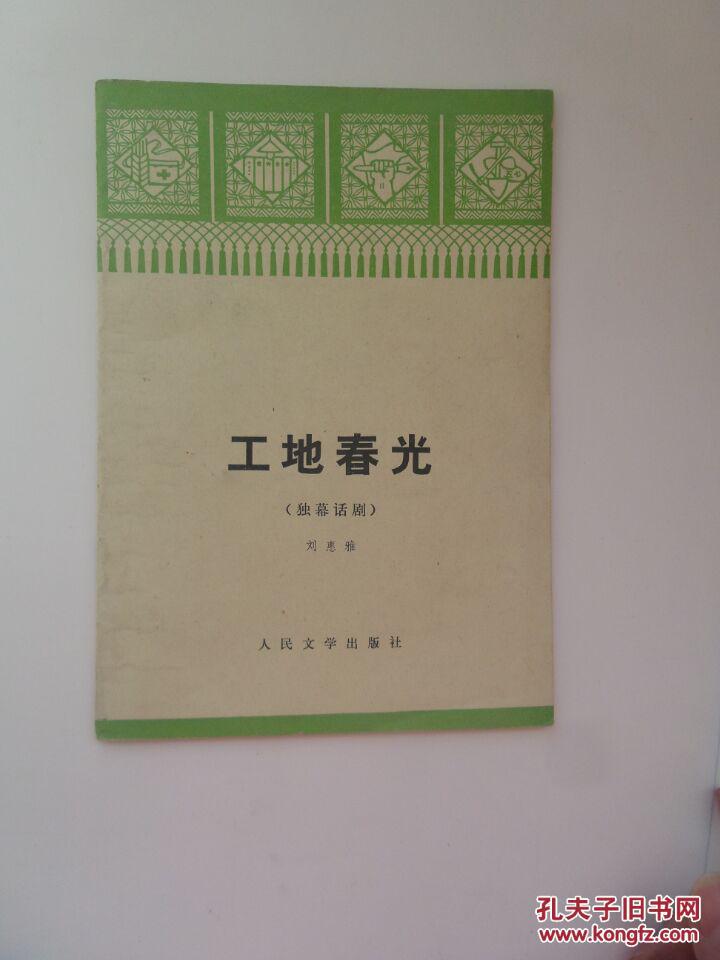 工地春光
（独幕话剧）
刘惠雅
人民文学出版社
孔夫子旧书网
www.kongfz.com